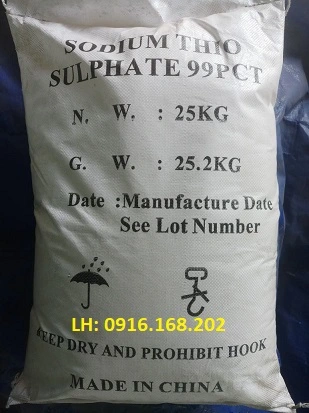 SODIUM THIO
SULPHATE 99PCT
N. W. : 25KG
G. W. : 25.2KG
Date :Manufacture Date
See Lot Number
LH: 0916.168.202
KEEP DRY AND PROHIBIT HOOK
MADE IN CHINA